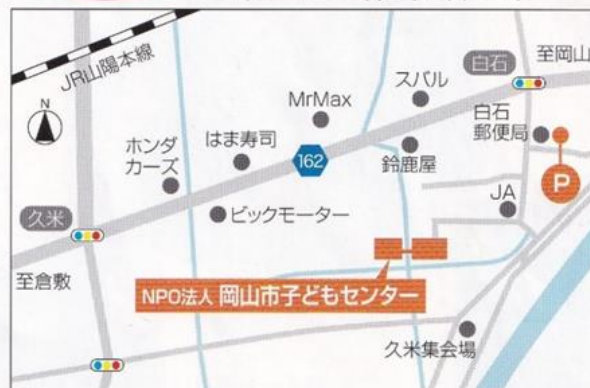 JR山陽本線
N
白石
至岡山
スバル
MrMax
白石
郵便局
はま寿司
ホンダ
カーズ
162
鈴鹿屋
P
JA
久米
ビックモーター
至倉敷
NPO法人 岡山市子どもセンター
久米集会場